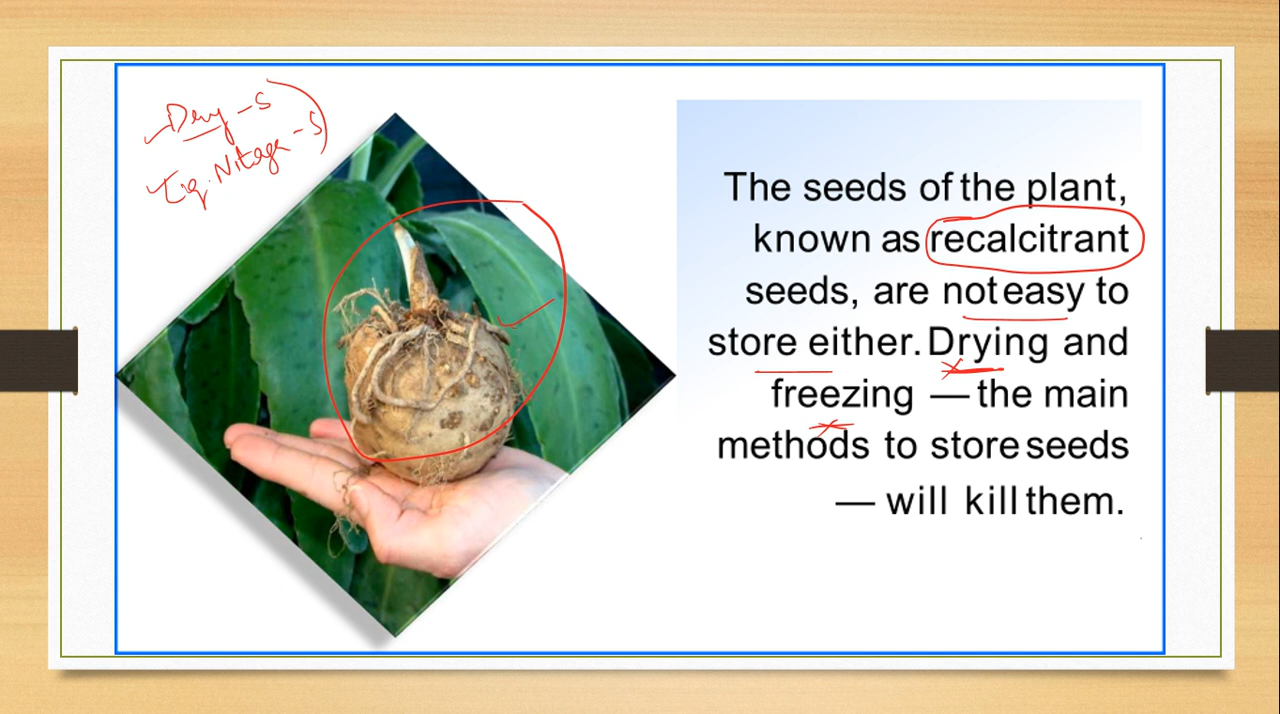 Dry - S
Liq. Nitrogen - S
The seeds of the plant,
known as recalcitrant
seeds, are not easy to
store either. Drying and
freezing — the main
methods to store seeds
— will kill them.